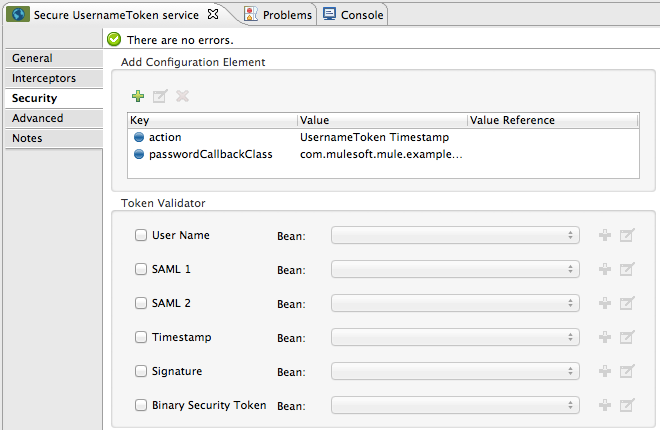 Secure UsernameToken service Problems Console
There are no errors.
General
Interceptors
Security
Advanced
Notes
Add Configuration Element
Key Value Value Reference
action UsernameToken Timestamp
passwordCallbackClass com.mulesoft.mule.example...
Token Validator
User Name Bean:
SAML 1 Bean:
SAML 2 Bean:
Timestamp Bean:
Signature Bean:
Binary Security Token Bean: